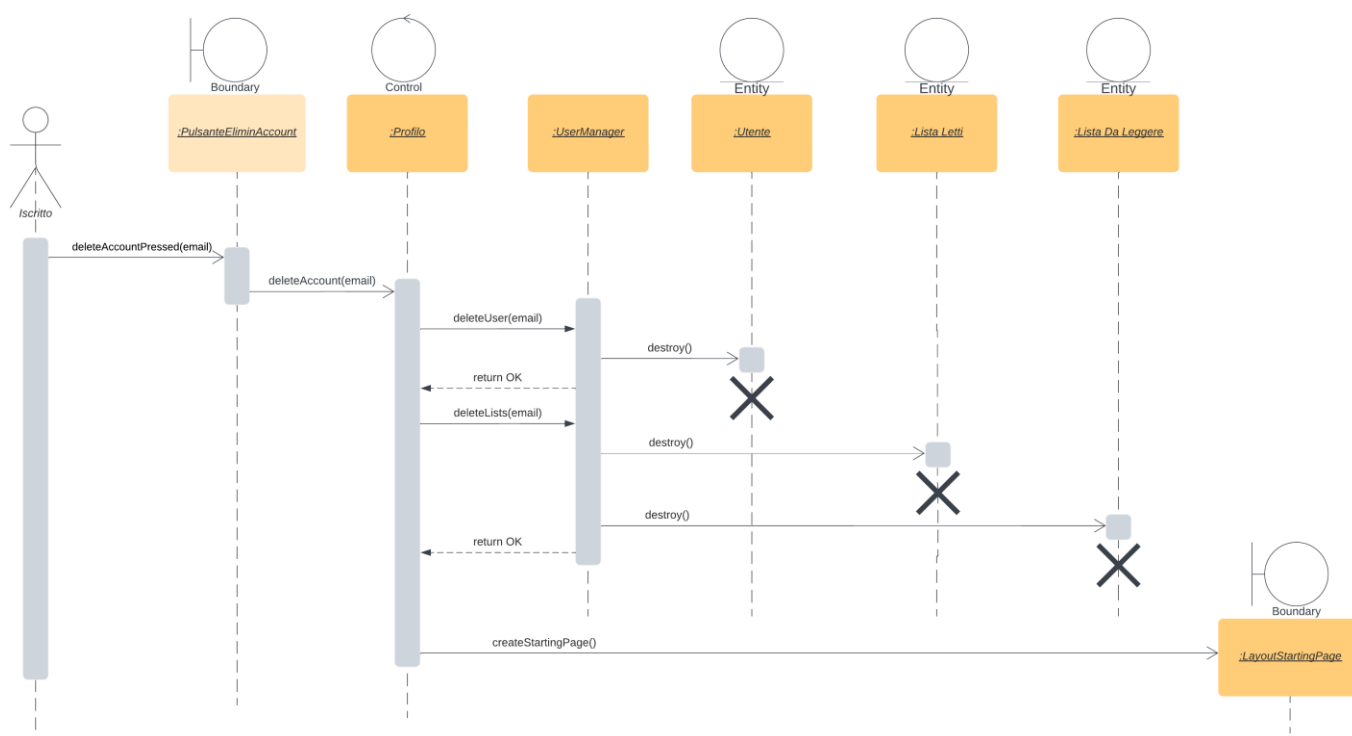 Boundary
Control
Entity
Entity
Entity
:PulsanteEliminAccount
:Profilo
:UserManager
:Utente
:Lista Letti
:Lista Da Leggere
Iscritto
deleteAccountPressed(email)
deleteAccount(email)
deleteUser(email)
destroy()
return OK
deleteLists(email)
destroy()
destroy()
return OK
Boundary
createStartingPage()
:LayoutStartingPage